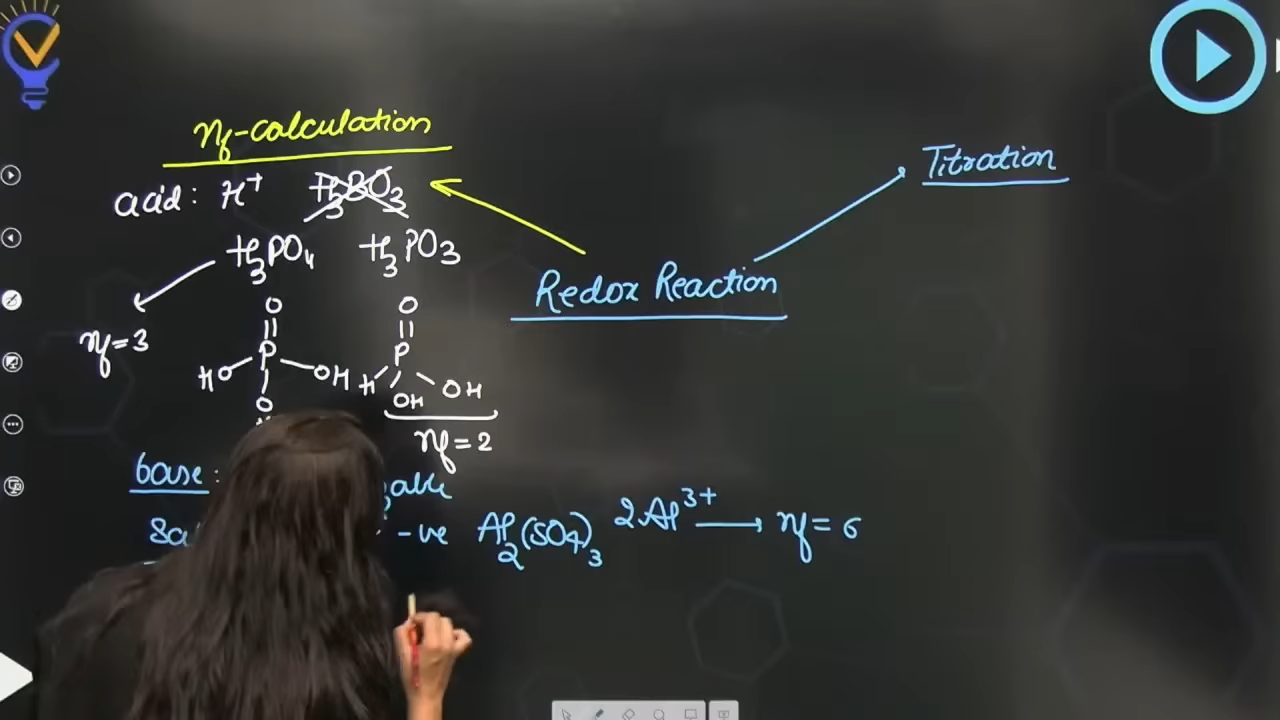 nf-calculation
Titration
acid: H⁺ H₃BO₃
H₃PO₄ H₃PO₃
Redox Reaction
nf=3
O O
P P
HO OH H OH OH
O
nf=2
base:
-ve Al₂(SO₄)₃ 2Al³⁺ → nf=6